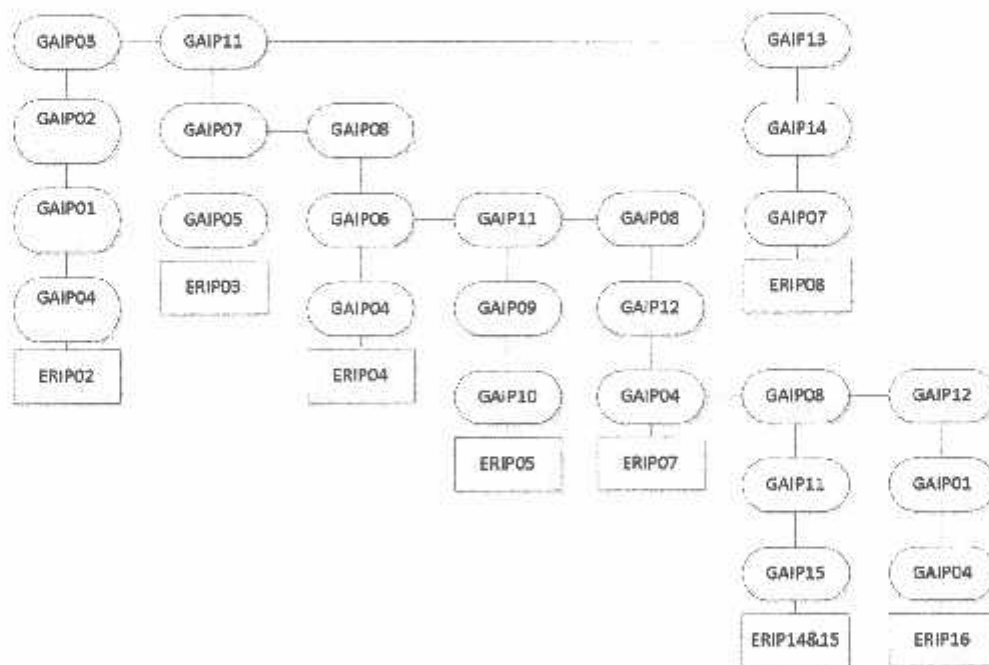 GAIP03 GAIP11 GAIP13
GAIP02 GAIP07 GAIP08 GAIP14
GAIP01 GAIP05 GAIP06 GAIP11 GAIP08 GAIP07
ERIP03 ERIP08
GAIP04 GAIP04 GAIP09 GAIP12
ERIP02 ERIP04 GAIP10 GAIP04 GAIP08 GAIP12
ERIP05 ERIP07
GAIP11 GAIP01
GAIP15 GAIP04
ERIP14&15 ERIP16